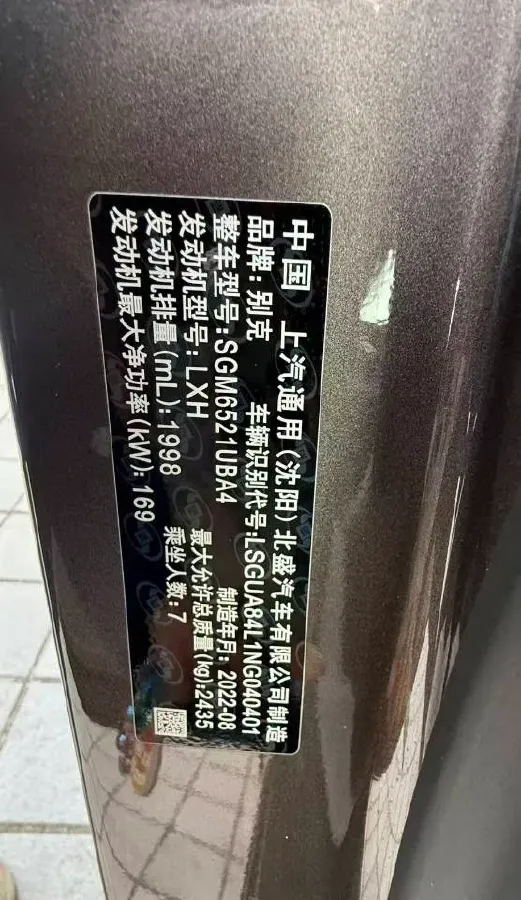 中国 上汽通用(沈阳)北盛汽车有限公司制造
品牌:别克 车辆识别代号:LSGUA84L1NG040401
整车型号:SGM6521UBA4 制造年月:2022-08
发动机型号:LXH 最大允许总质量(kg):2435
发动机排量(mL):1998 乘坐人数:7
发动机最大净功率(kW):169